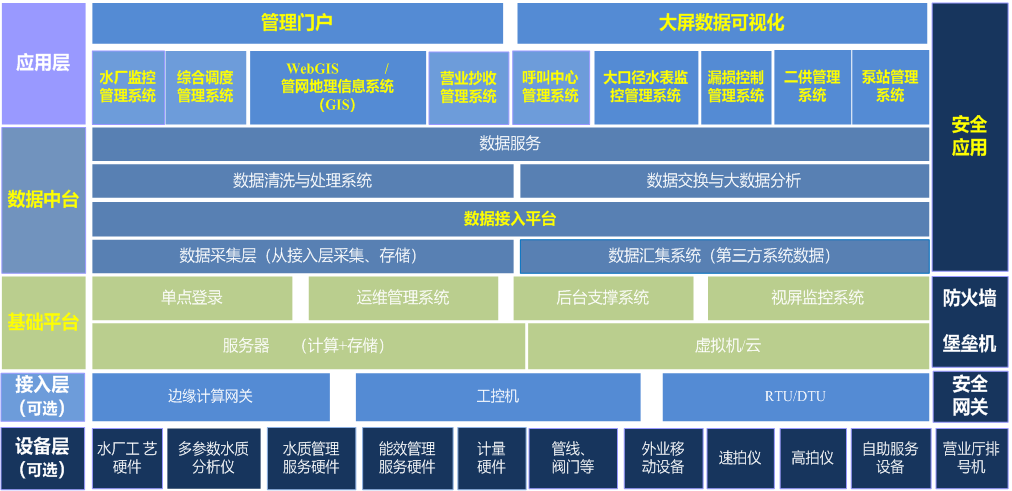 管理门户
大屏数据可视化
应用层
水厂监控
管理系统
综合调度
管理系统
WebGIS /
管网地理信息系统
（GIS）
营业抄收
管理系统
呼叫中心
管理系统
大口径水表监
控管理系统
漏损控制
管理系统
二供管理
系统
泵站管理
系统
安全
应用
数据中台
数据服务
数据清洗与处理系统
数据交换与大数据分析
数据接入平台
数据采集层（从接入层采集、存储）
数据汇集系统（第三方系统数据）
基础平台
单点登录
运维管理系统
后台支撑系统
视屏监控系统
防火墙
服务器 （计算+存储）
虚拟机/云
堡垒机
接入层
（可选）
边缘计算网关
工控机
RTU/DTU
安全
网关
设备层
（可选）
水厂工 艺
硬件
多参数水质
分析仪
水质管理
服务硬件
能效管理
服务硬件
计量
硬件
管线、
阀门等
外业移
动设备
速拍仪
高拍仪
自助服务
设备
营业厅排
号机